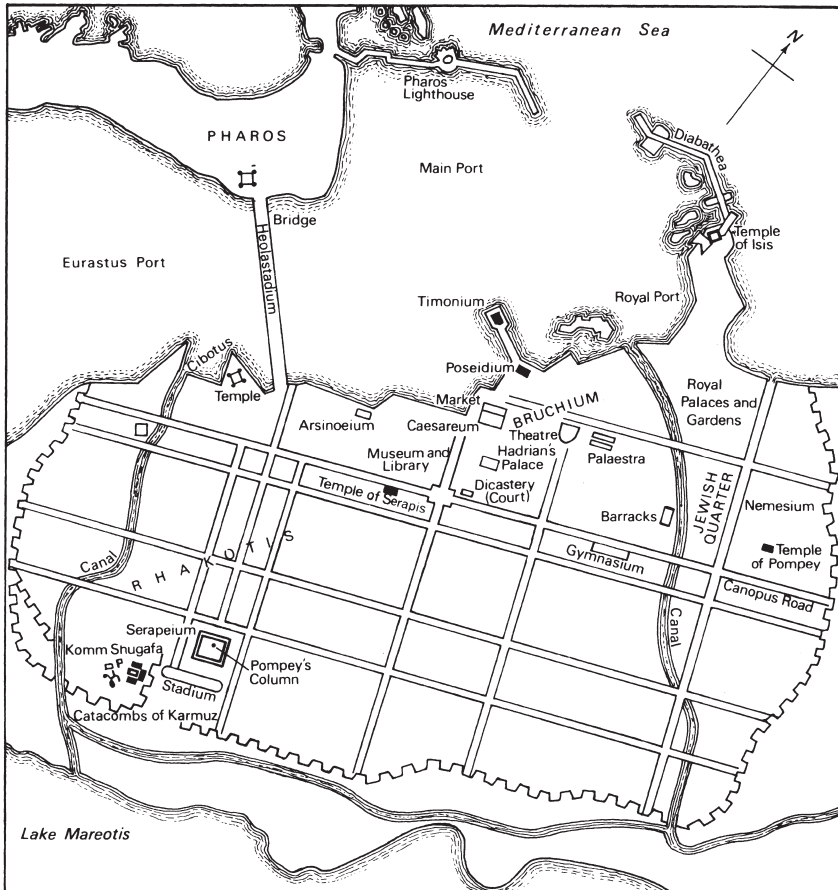 Mediterranean Sea
N
Pharos
Lighthouse
PHAROS
Diabathea
Main Port
Bridge
Heolastadium
Temple
of Isis
Eurastus Port
Royal Port
Timonium
Cibotus
Poseidium
Temple
Market
BRUCHIUM
Royal
Palaces and
Gardens
Arsinoeium
Caesareum
Theatre
Hadrian's
Palace
Palaestra
Museum and
Library
Temple of Serapis
Dicastery
(Court)
Barracks
JEWISH
QUARTER
Nemesium
Gymnasium
Temple
of Pompey
Canal
RHAKOTIS
Canopus Road
Canal
Serapeium
Komm Shugafa
P
Pompey's
Column
Stadium
Catacombs of Karmuz
Lake Mareotis